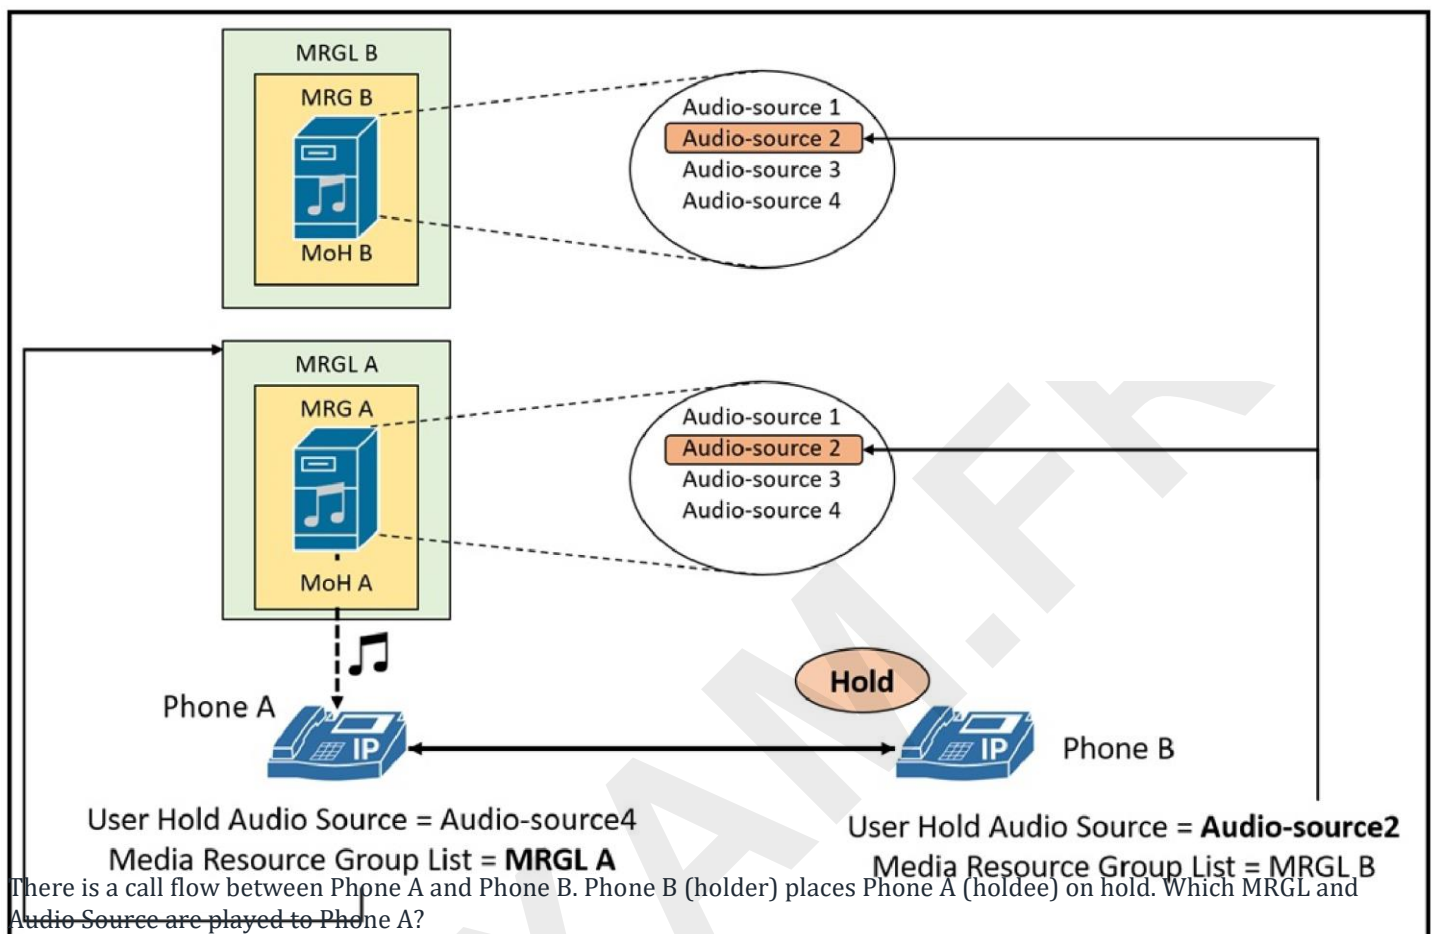 MRGL B
MRG B
MoH B
Audio-source 1
Audio-source 2
Audio-source 3
Audio-source 4
MRGL A
MRG A
MoH A
Audio-source 1
Audio-source 2
Audio-source 3
Audio-source 4
Hold
Phone A
IP
IP
Phone B
User Hold Audio Source = Audio-source4
Media Resource Group List = MRGL A
User Hold Audio Source = Audio-source2
Media Resource Group List = MRGL B
There is a call flow between Phone A and Phone B. Phone B (holder) places Phone A (holdee) on hold. Which MRGL and
Audio Source are played to Phone A?